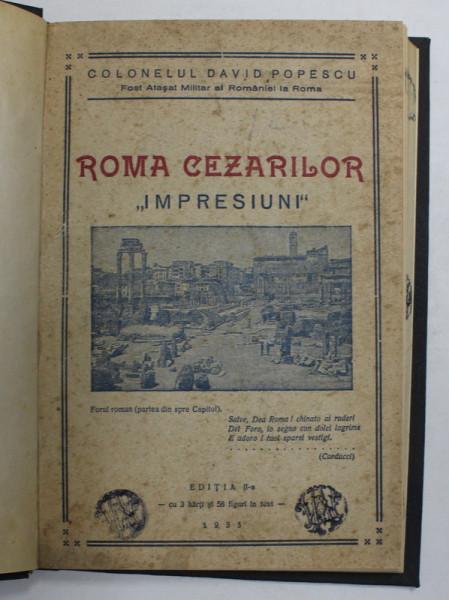 COLONELUL DAVID POPESCU
Fost Atașat Militar al României la Roma
ROMA CEZARILOR
„IMPRESIUNI“
Forul roman (partea din spre Capitol).
Salve, Dea Roma! chinato ai ruderi
Del Foro, io seguo con dolci lagrime
E adoro i tuoi sparsi vestigi.
(Carducci)
EDIȚIA II-a
— cu 3 hărți și 56 figuri în text —
1935